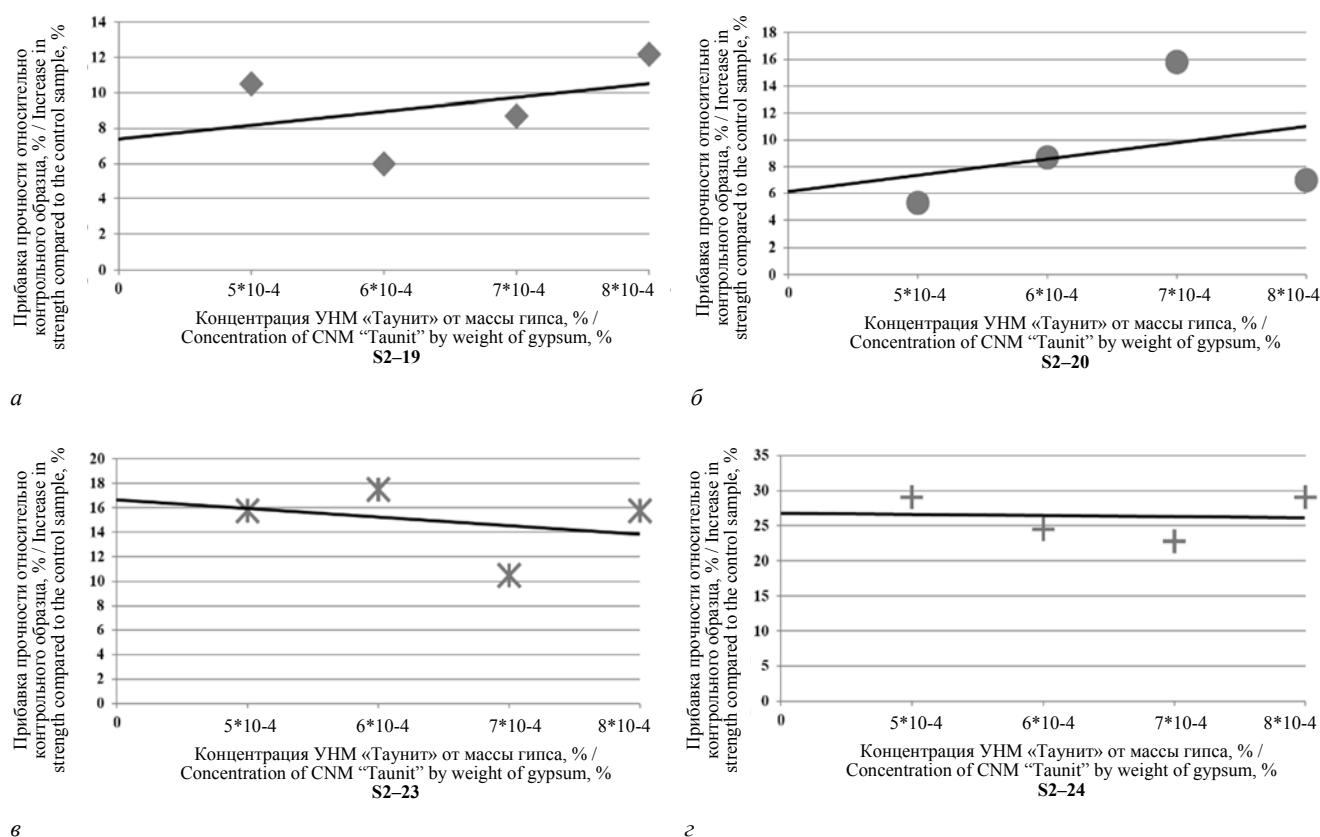 Прибавка прочности относительно
контрольного образца, % / Increase in
strength compared to the control sample, %
14
12
10
8
6
4
2
0
0 5*10-4 6*10-4 7*10-4 8*10-4
Концентрация УНМ «Таунит» от массы гипса, % /
Concentration of CNM “Taunit” by weight of gypsum, %
S2–19
а
Прибавка прочности относительно
контрольного образца, % / Increase in
strength compared to the control sample, %
18
16
14
12
10
8
6
4
2
0
0 5*10-4 6*10-4 7*10-4 8*10-4
Концентрация УНМ «Таунит» от массы гипса, % /
Concentration of CNM “Taunit” by weight of gypsum, %
S2–20
б
Прибавка прочности относительно
контрольного образца, % / Increase in
strength compared to the control sample, %
20
18
16
14
12
10
8
6
4
2
0
0 5*10-4 6*10-4 7*10-4 8*10-4
Концентрация УНМ «Таунит» от массы гипса, % /
Concentration of CNM “Taunit” by weight of gypsum, %
S2–23
в
Прибавка прочности относительно
контрольного образца, % / Increase in
strength compared to the control sample, %
35
30
25
20
15
10
5
0
0 5*10-4 6*10-4 7*10-4 8*10-4
Концентрация УНМ «Таунит» от массы гипса, % /
Concentration of CNM “Taunit” by weight of gypsum, %
S2–24
г